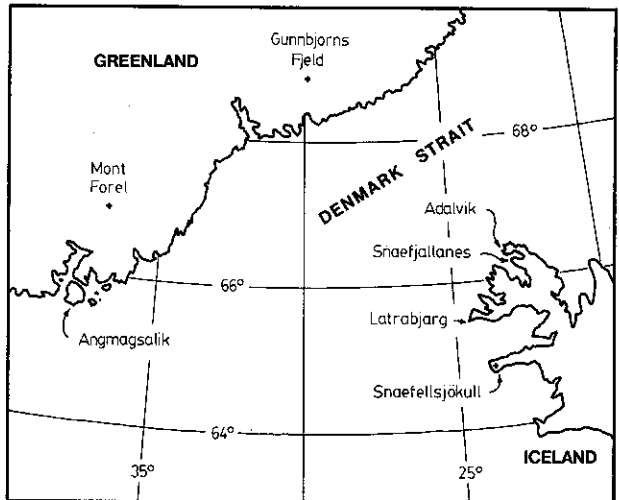 GREENLAND
Gunnbjorns
Fjeld
DENMARK STRAIT
68°
Mont
Forel
Adalvik
Snaefjallanes
66°
Latrabjarg
Angmagsalik
Snaefellsjökull
64°
ICELAND
35°
25°